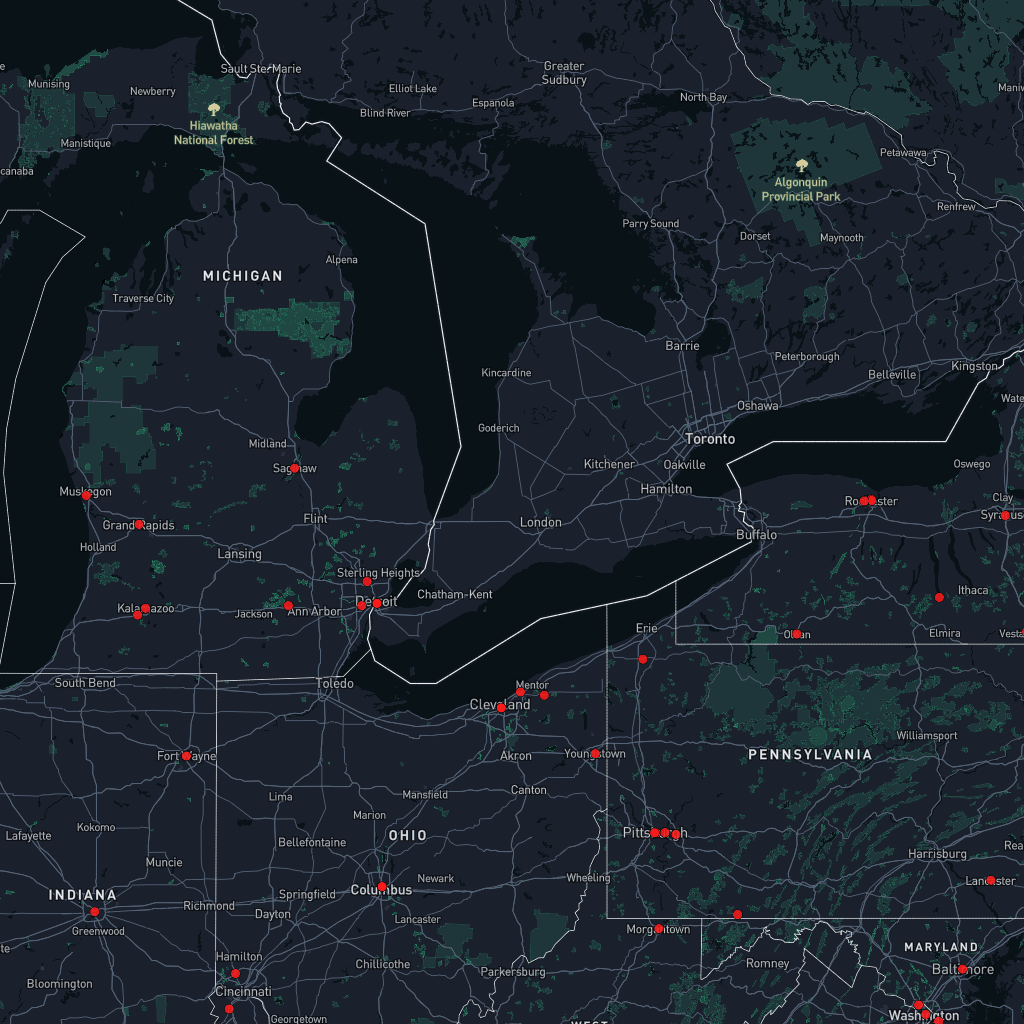 Sault Ste. Marie
Greater
Sudbury
Munising
Newberry
Elliot Lake
Espanola
North Bay
Blind River
Hiawatha
National Forest
Manistique
Petawawa
Algonquin
Provincial Park
Renfrew
Parry Sound
Dorset
Maynooth
Alpena
MICHIGAN
Traverse City
Barrie
Peterborough
Kingston
Kincardine
Belleville
Oshawa
Goderich
Toronto
Midland
Saginaw
Kitchener
Oakville
Oswego
Muskegon
Hamilton
Rochester
Clay
Flint
London
Grand Rapids
Buffalo
Holland
Lansing
Sterling Heights
Chatham-Kent
Ithaca
Detroit
Kalamazoo
Jackson
Ann Arbor
Erie
Olean
Elmira
South Bend
Toledo
Mentor
Cleveland
Williamsport
Fort Wayne
Akron
Youngstown
PENNSYLVANIA
Lima
Mansfield
Canton
Marion
Kokomo
Lafayette
OHIO
Pittsburgh
Bellefontaine
Harrisburg
Muncie
Wheeling
Newark
Lancaster
INDIANA
Springfield
Columbus
Richmond
Dayton
Lancaster
Greenwood
Morgantown
MARYLAND
Hamilton
Chillicothe
Parkersburg
Romney
Baltimore
Bloomington
Cincinnati
Georgetown
Washington